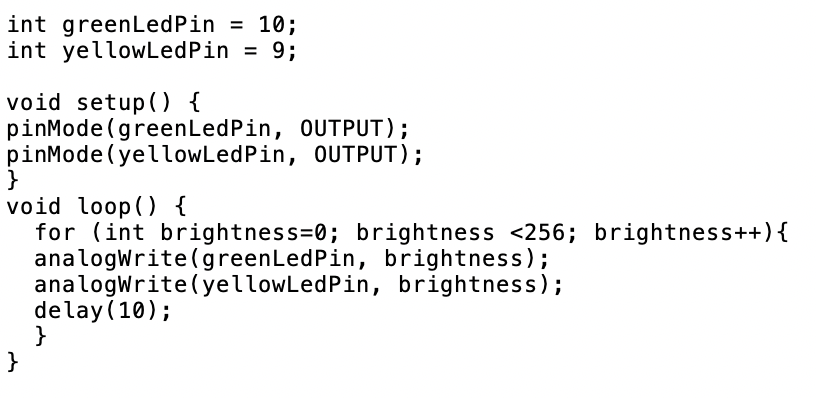 int greenLedPin = 10;
int yellowLedPin = 9;

void setup() {
pinMode(greenLedPin, OUTPUT);
pinMode(yellowLedPin, OUTPUT);
}
void loop() {
  for (int brightness=0; brightness <256; brightness++){
  analogWrite(greenLedPin, brightness);
  analogWrite(yellowLedPin, brightness);
  delay(10);
  }
}